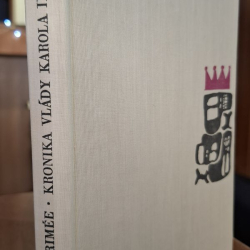 RIMÉE • KRONIKA VLÁDY KAROLA I